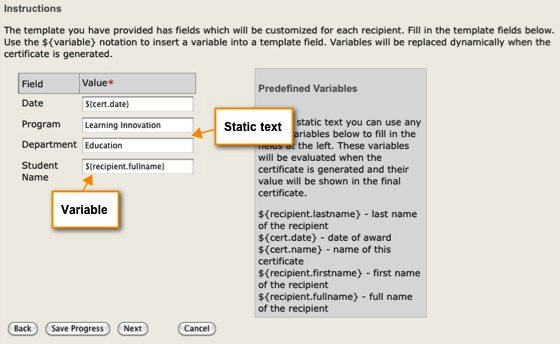 Instructions
The template you have provided has fields which will be customized for each recipient. Fill in the template fields below.
Use the ${variable} notation to insert a variable into a template field. Variables will be replaced dynamically when the
certificate is generated.
Field Value*
Date ${cert.date}
Program Learning Innovation
Department Education
Student ${recipient.fullname}
Name
Static text
Variable
Predefined Variables
static text you can use any
ariables below to fill in the
at the left. These variables
will be evaluated when the
certificate is generated and their
value will be shown in the final
certificate.
${recipient.lastname} - last name
of the recipient
${cert.date} - date of award
${cert.name} - name of this
certificate
${recipient.firstname} - first name
of the recipient
${recipient.fullname} - full name
of the recipient
Back Save Progress Next Cancel